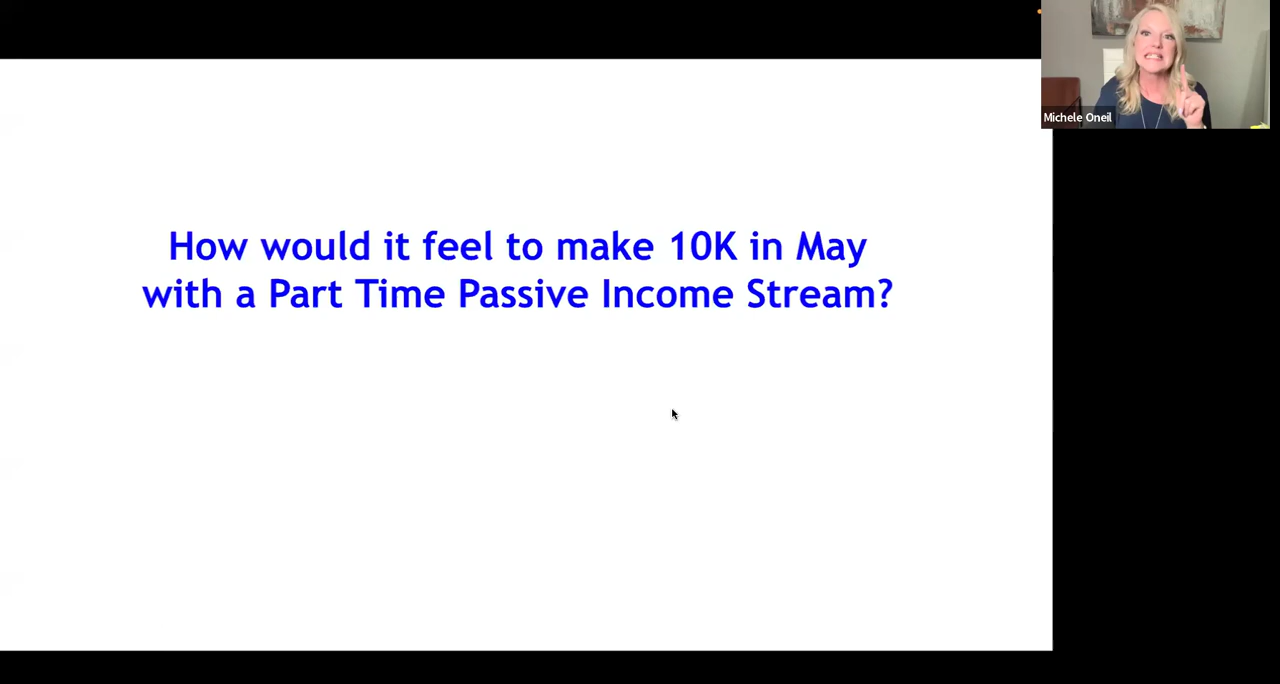 How would it feel to make 10K in May
with a Part Time Passive Income Stream?
Michele Oneil